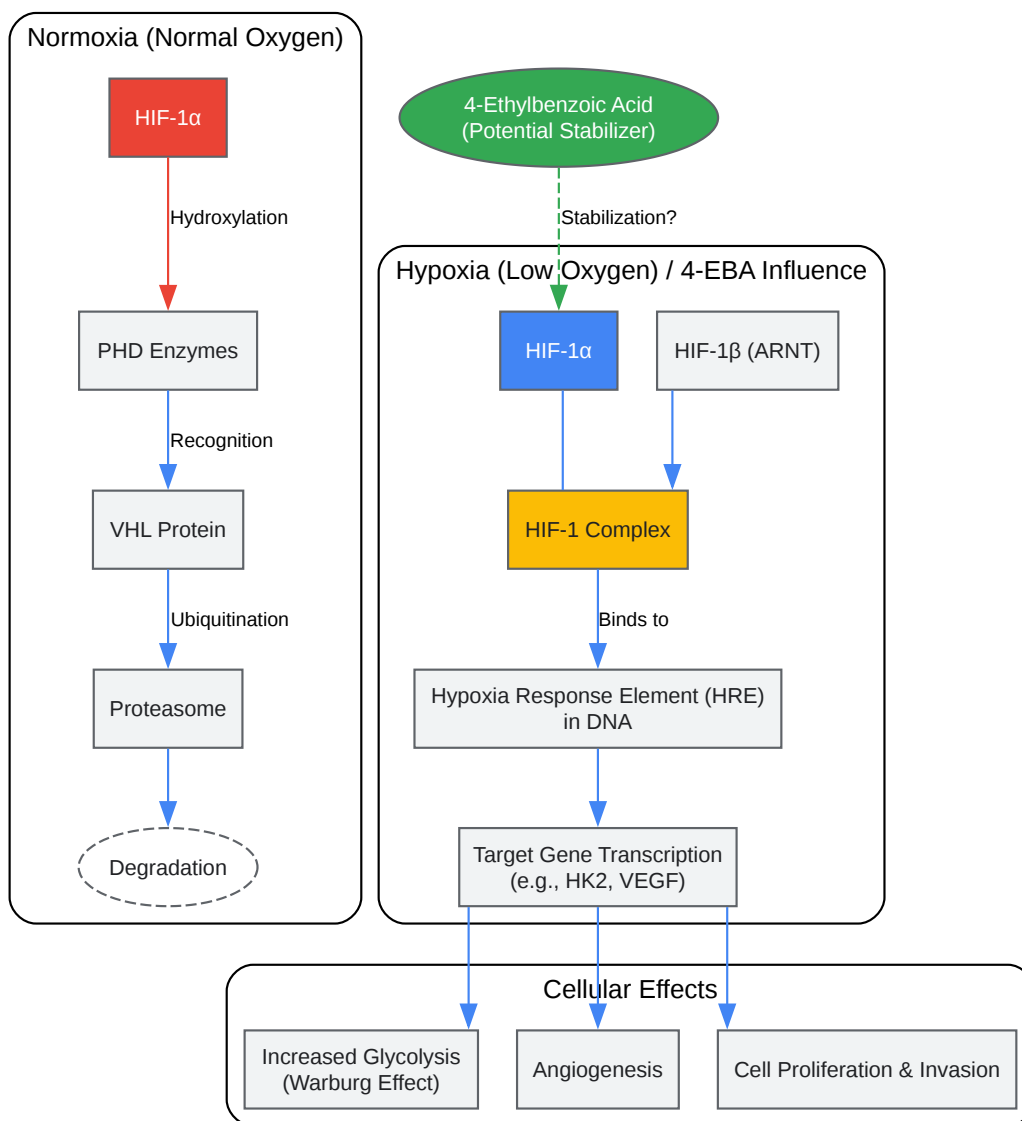 Normoxia (Normal Oxygen)
HIF-1α
Hydroxylation
PHD Enzymes
Recognition
VHL Protein
Ubiquitination
Proteasome
Degradation
4-Ethylbenzoic Acid
(Potential Stabilizer)
Stabilization?
Hypoxia (Low Oxygen) / 4-EBA Influence
HIF-1α
HIF-1β (ARNT)
HIF-1 Complex
Binds to
Hypoxia Response Element (HRE)
in DNA
Target Gene Transcription
(e.g., HK2, VEGF)
Cellular Effects
Increased Glycolysis
(Warburg Effect)
Angiogenesis
Cell Proliferation & Invasion